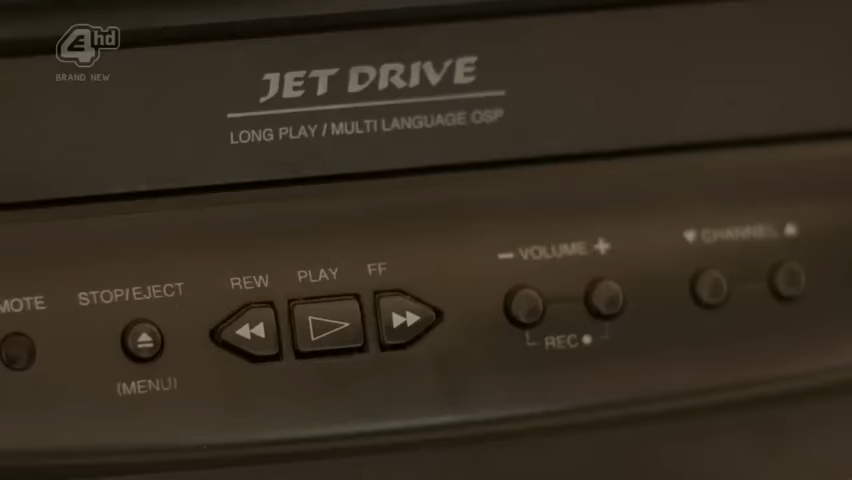 4hd
BRAND NEW
JET DRIVE
LONG PLAY / MULTI LANGUAGE OSP
MOTE
STOP/EJECT
REW
PLAY
FF
– VOLUME +
CHANNEL
(MENU)
REC